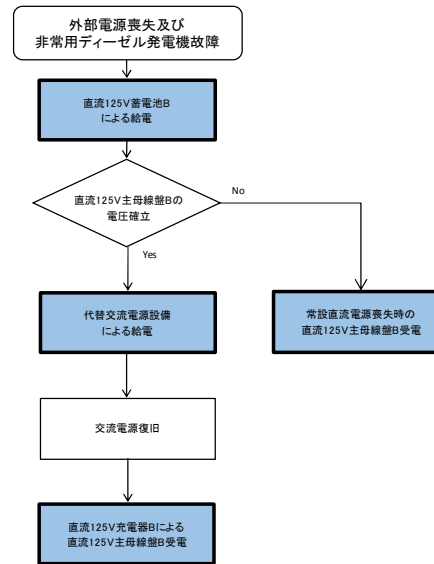 外部電源喪失及び
非常用ディーゼル発電機故障
直流125V蓄電池B
による給電
直流125V主母線盤Bの
電圧確立
No
Yes
代替交流電源設備
による給電
常設直流電源喪失時の
直流125V主母線盤B受電
交流電源復旧
直流125V充電器Bによる
直流125V主母線盤B受電